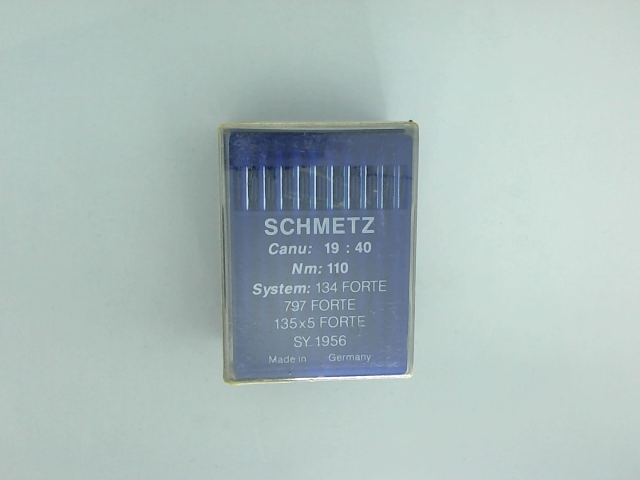 SCHMETZ
Canu: 19 : 40
Nm: 110
System: 134 FORTE
797 FORTE
135x5 FORTE
SY. 1956
Made in Germany